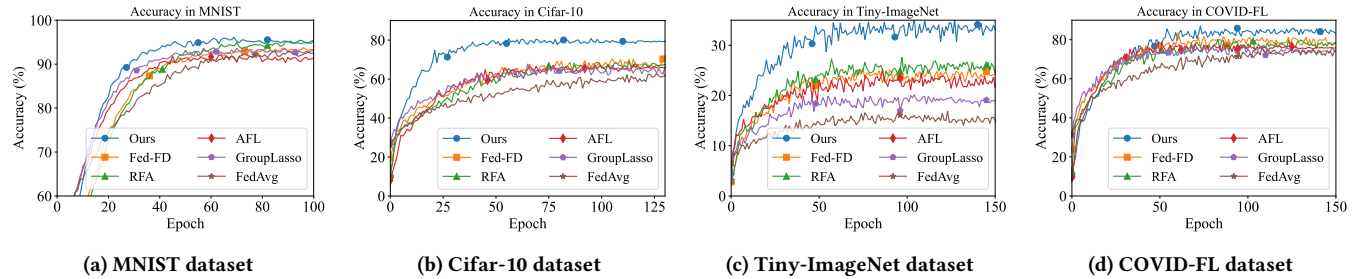 Accuracy in MNIST
Accuracy (%)
100
90
80
70
60
0 20 40 60 80 100
Epoch
Ours
Fed-FD
RFA
AFL
GroupLasso
FedAvg
(a) MNIST dataset
Accuracy in Cifar-10
Accuracy (%)
80
60
40
20
0
0 25 50 75 100 125
Epoch
Ours
Fed-FD
RFA
AFL
GroupLasso
FedAvg
(b) Cifar-10 dataset
Accuracy in Tiny-ImageNet
Accuracy (%)
30
20
10
0
0 50 100 150
Epoch
Ours
Fed-FD
RFA
AFL
GroupLasso
FedAvg
(c) Tiny-ImageNet dataset
Accuracy in COVID-FL
Accuracy (%)
80
60
40
20
0
0 50 100 150
Epoch
Ours
Fed-FD
RFA
AFL
GroupLasso
FedAvg
(d) COVID-FL dataset